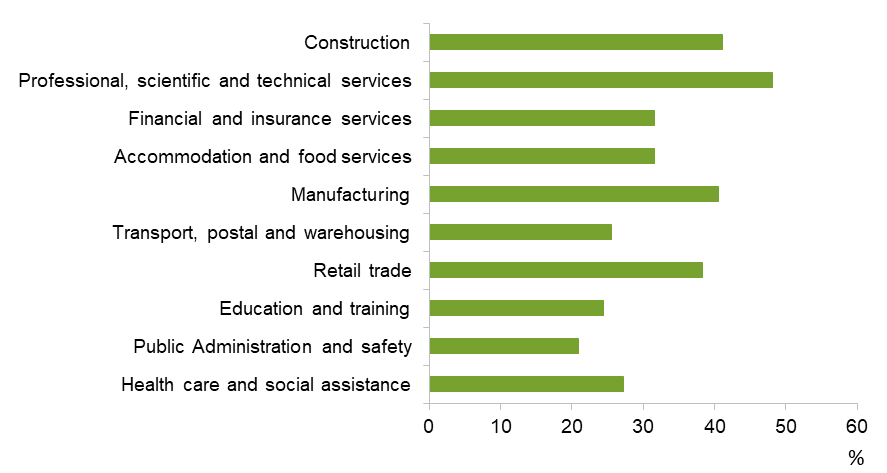 Construction
Professional, scientific and technical services
Financial and insurance services
Accommodation and food services
Manufacturing
Transport, postal and warehousing
Retail trade
Education and training
Public Administration and safety
Health care and social assistance
0 10 20 30 40 50 60
%